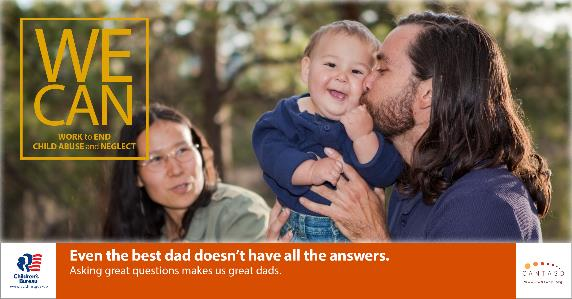 WE
CAN
WORK to END
CHILD ABUSE and NEGLECT
Even the best dad doesn't have all the answers.
Asking great questions makes us great dads.
Children's
Bureau
CANTASD